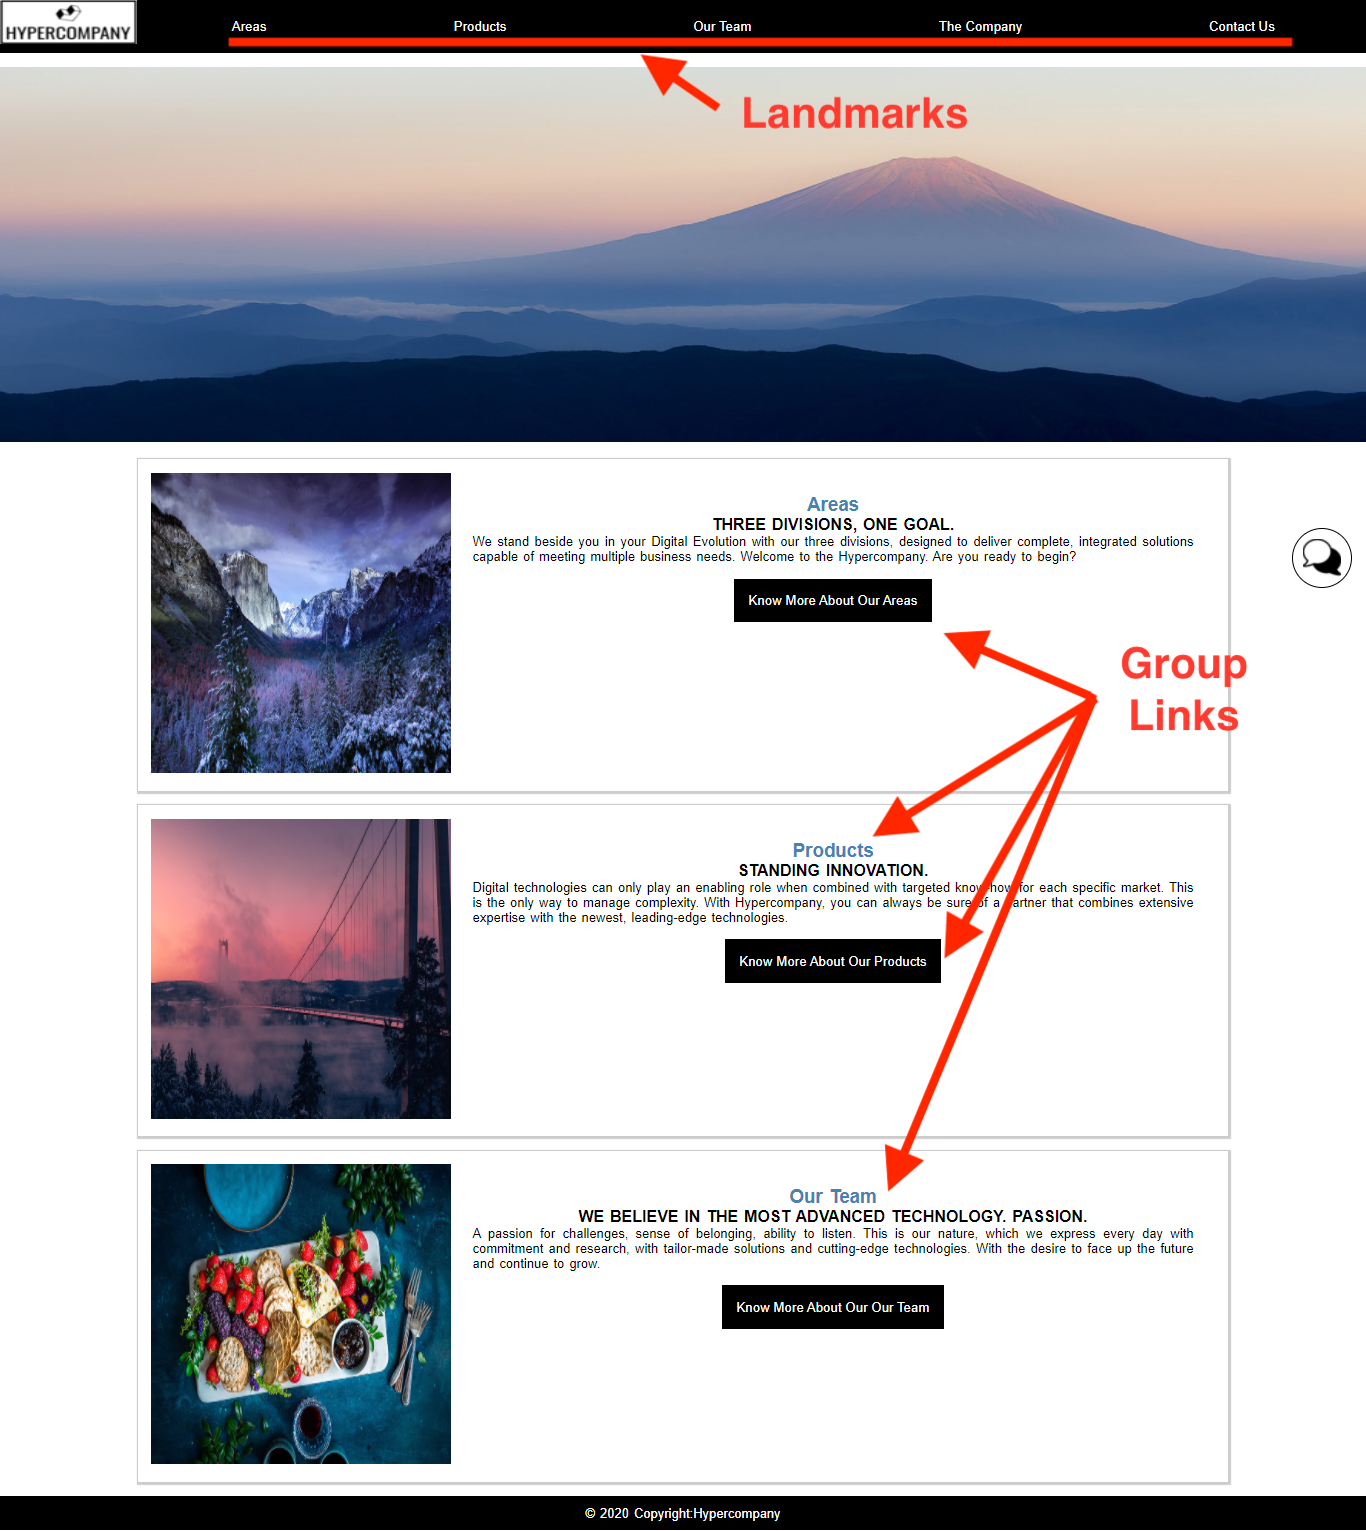 HYPERCOMPANY
Areas
Products
Our Team
The Company
Contact Us
Landmarks
Areas
THREE DIVISIONS, ONE GOAL.
We stand beside you in your Digital Evolution with our three divisions, designed to deliver complete, integrated solutions
capable of meeting multiple business needs. Welcome to the Hypercompany. Are you ready to begin?
Know More About Our Areas
Group
Links
Products
STANDING INNOVATION.
Digital technologies can only play an enabling role when combined with targeted know-how for each specific market. This
is the only way to manage complexity. With Hypercompany, you can always be sure of a partner that combines extensive
expertise with the newest, leading-edge technologies.
Know More About Our Products
Our Team
WE BELIEVE IN THE MOST ADVANCED TECHNOLOGY. PASSION.
A passion for challenges, sense of belonging, ability to listen. This is our nature, which we express every day with
commitment and research, with tailor-made solutions and cutting-edge technologies. With the desire to face up the future
and continue to grow.
Know More About Our Our Team
© 2020 Copyright:Hypercompany